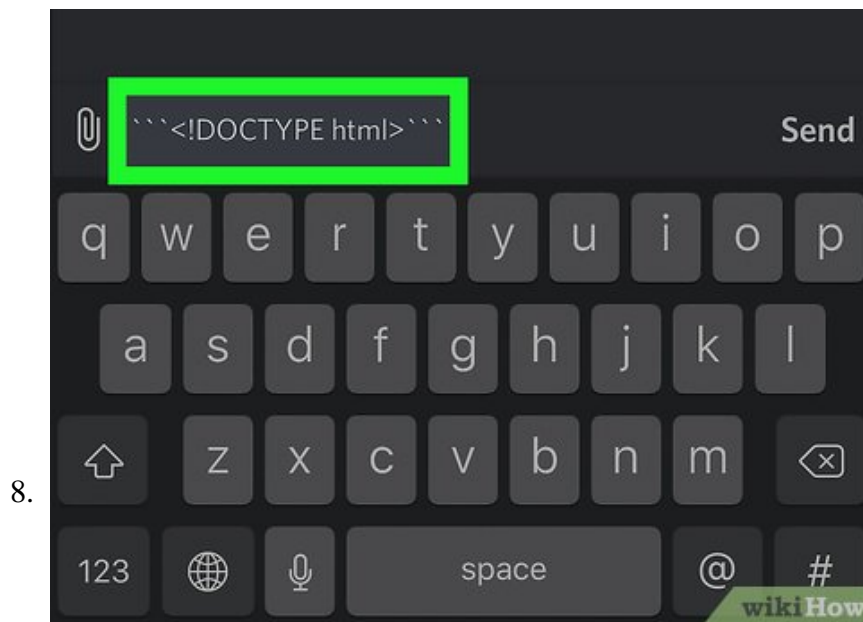 ```<!DOCTYPE html>```
Send
q w e r t y u i o p
a s d f g h j k l
z x c v b n m
8.
123 space @ #
wikiHow